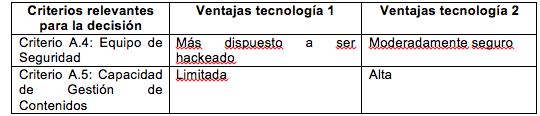 Criterios relevantes para la decisión
Ventajas tecnología 1
Ventajas tecnología 2
Criterio A.4: Equipo de Seguridad
Más dispuesto a ser hackeado
Moderadamente seguro
Criterio A.5: Capacidad de Gestión de Contenidos
Limitada
Alta